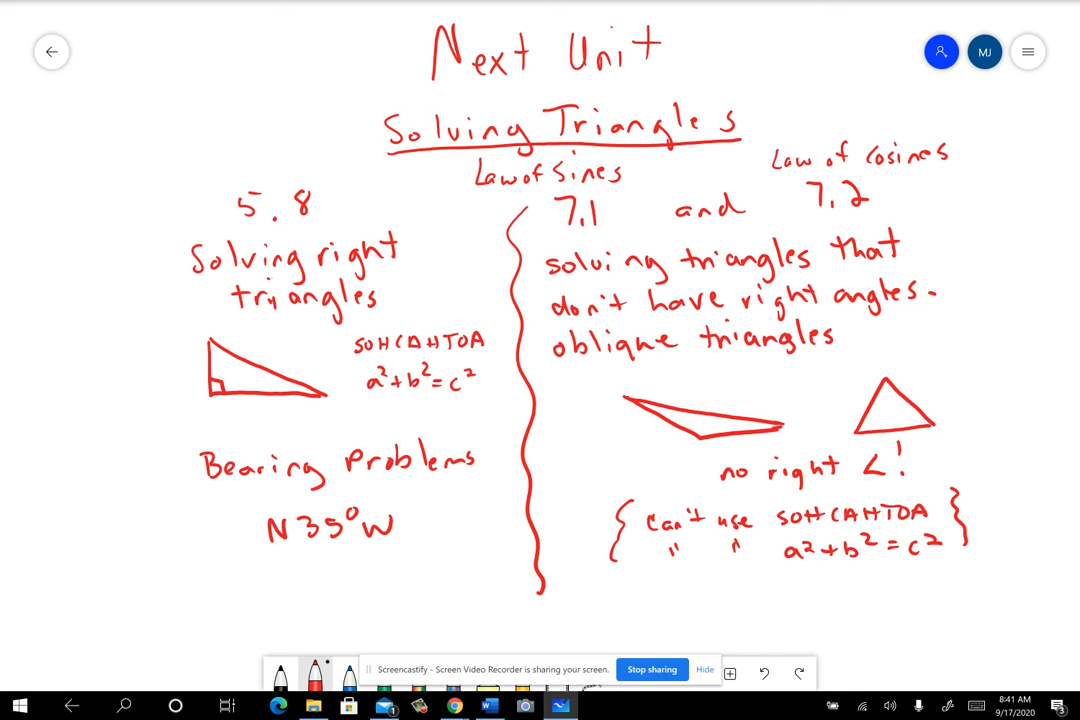 Next Unit
MJ
Solving Triangles
Law of Sines
Law of Cosines
5.8
7.1 and 7.2
Solving right
triangles
solving triangles that
don't have right angles.
oblique triangles
SOHCAHTOA
a²+b²=c²
no right ∠!
Bearing Problems
N35°W
{ Can't use SOHCAHTOA }
" " a²+b²=c²
Screencastify - Screen Video Recorder is sharing your screen.
Stop sharing
Hide
8:41 AM
9/17/2020